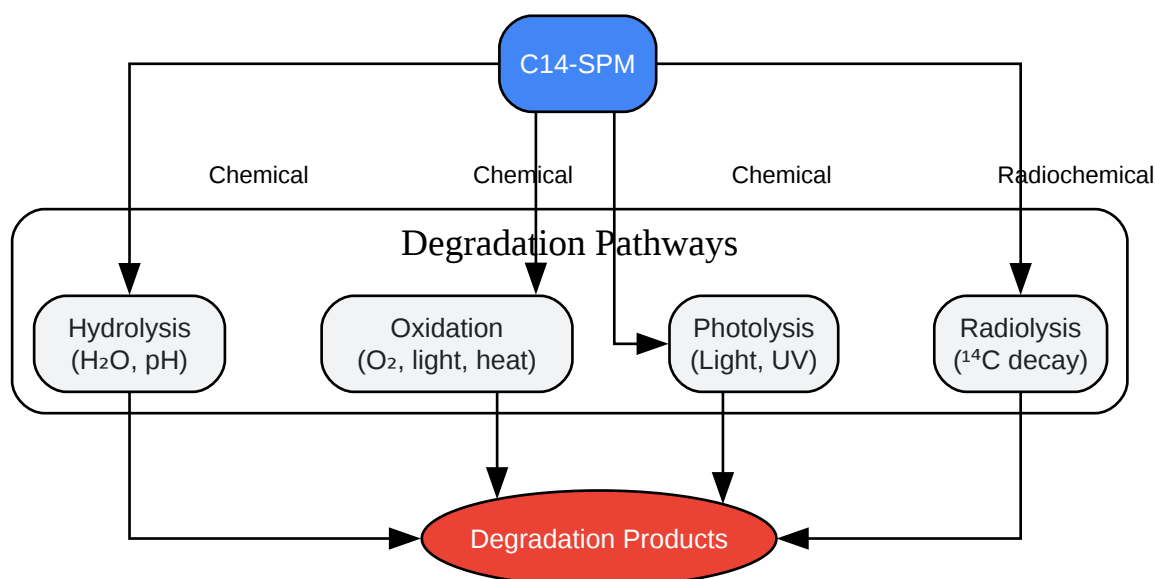 C14-SPM
Chemical
Chemical
Chemical
Radiochemical
Degradation Pathways
Hydrolysis
(H₂O, pH)
Oxidation
(O₂, light, heat)
Photolysis
(Light, UV)
Radiolysis
(¹⁴C decay)
Degradation Products